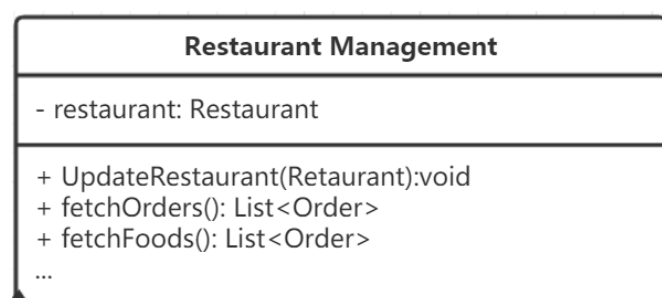 Restaurant Management
- restaurant: Restaurant
+ UpdateRestaurant(Retaurant):void
+ fetchOrders(): List<Order>
+ fetchFoods(): List<Order>
...